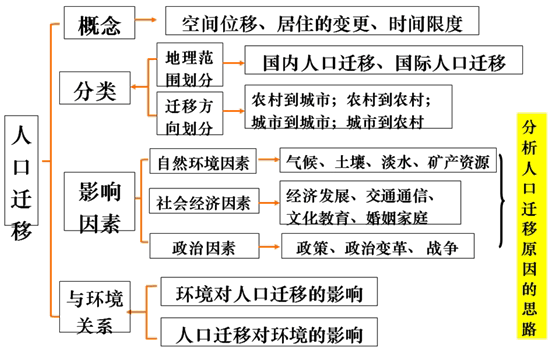 人口迁移
概念
空间位移、居住的变更、时间限度
分类
地理范
围划分
国内人口迁移、国际人口迁移
迁移方
向划分
农村到城市；农村到农村；
城市到城市；城市到农村
影响
因素
自然环境因素
气候、土壤、淡水、矿产资源
社会经济因素
经济发展、交通通信、
文化教育、婚姻家庭
政治因素
政策、政治变革、战争
分析人口迁移原因的思路
与环境
关系
环境对人口迁移的影响
人口迁移对环境的影响